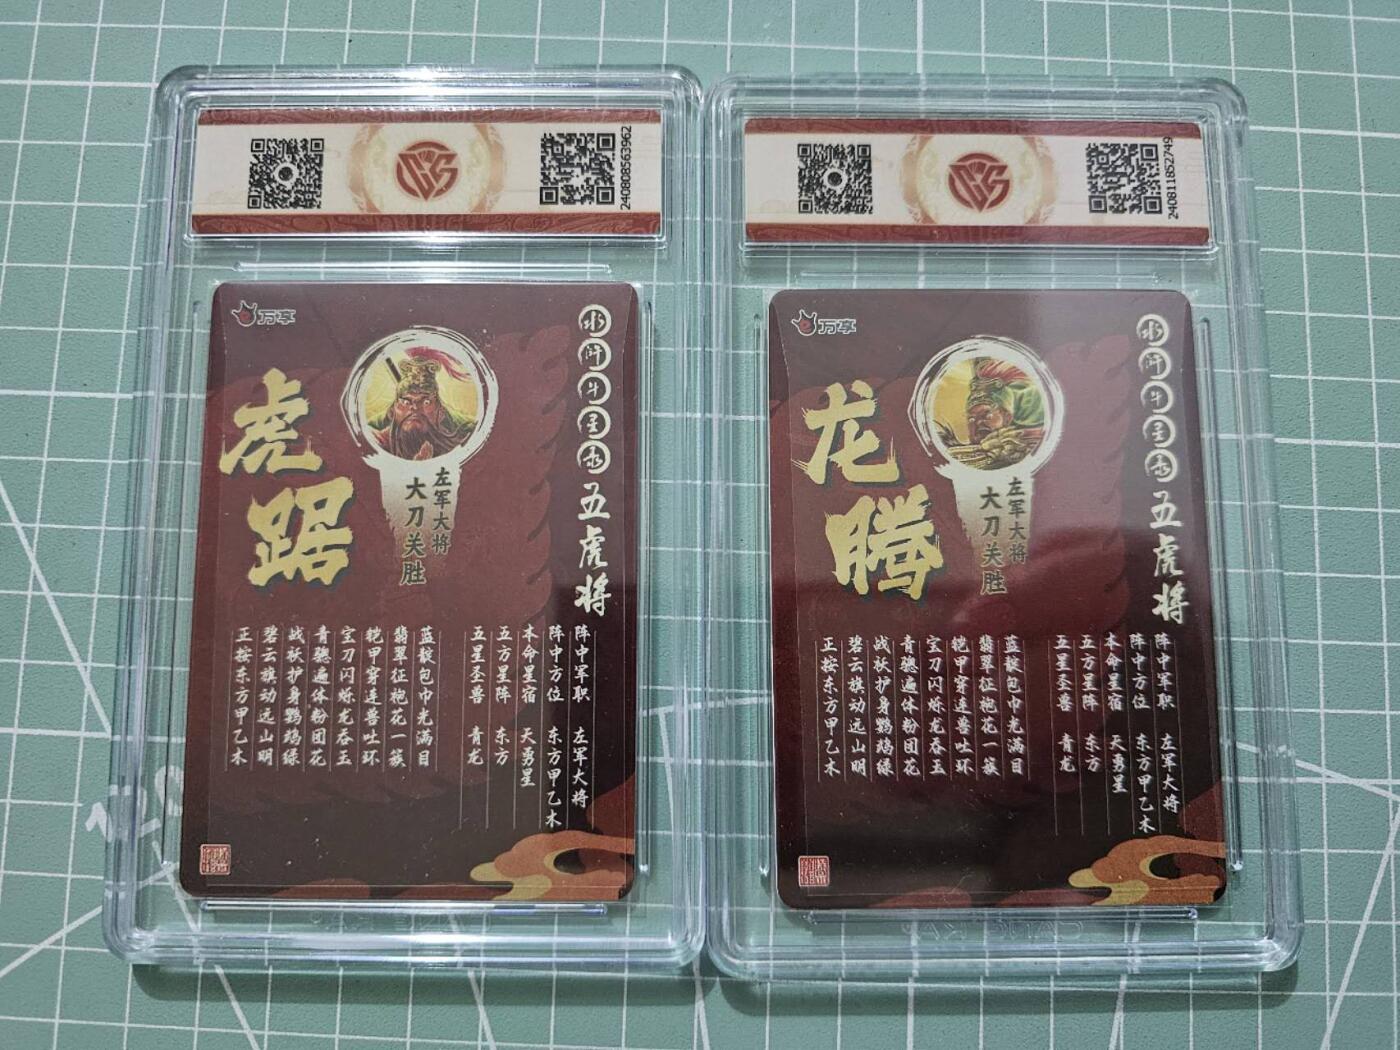 2408085639​62
万享
水浒斗圣录 五虎将
虎踞
左军大将
大刀关胜
阵中军职 左军大将
阵中方位 东方甲乙木
本命星宿 天勇星
五方星阵 东方
五星圣兽 青龙
蓝靛包巾光满目
翡翠征袍花一簇
铠甲穿连兽吐环
宝刀闪烁龙吞玉
青骢遍体粉团花
战袄护身鹦鹉绿
碧云旗动远山明
正按东方甲乙木
240811852749
万享
水浒斗圣录 五虎将
龙腾
左军大将
大刀关胜
阵中军职 左军大将
阵中方位 东方甲乙木
本命星宿 天勇星
五方星阵 东方
五星圣兽 青龙
蓝靛包巾光满目
翡翠征袍花一簇
铠甲穿连兽吐环
宝刀闪烁龙吞玉
青骢遍体粉团花
战袄护身鹦鹉绿
碧云旗动远山明
正按东方甲乙木